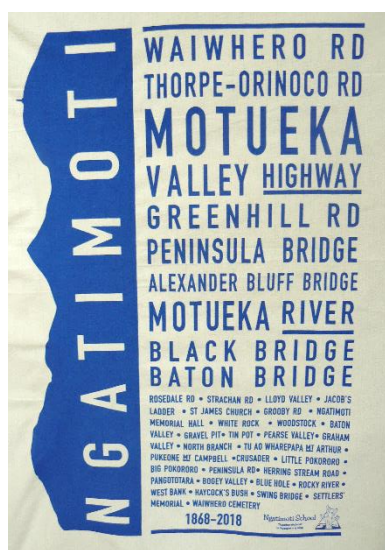 NGATIMOTI
WAIWHERO RD
THORPE-ORINOCO RD
MOTUEKA
VALLEY HIGHWAY
GREENHILL RD
PENINSULA BRIDGE
ALEXANDER BLUFF BRIDGE
MOTUEKA RIVER
BLACK BRIDGE
BATON BRIDGE
ROSEDALE RD • STRACHAN RD • LLOYD VALLEY • JACOB'S
LADDER • ST JAMES CHURCH • GROOBY RD • NGATIMOTI
MEMORIAL HALL • WHITE ROCK • WOODSTOCK • BATON
VALLEY • GRAVEL PIT • TIN POT • PEARSE VALLEY • GRAHAM
VALLEY • NORTH BRANCH • TU AO WHAREPAPA MT ARTHUR •
PUKEONE MT CAMPBELL • CRUSADER • LITTLE POKORORO •
BIG POKORORO • PENINSULA RD • HERRING STREAM ROAD •
PANGOTOTARA • BOGEY VALLEY • BLUE HOLE • ROCKY RIVER •
WEST BANK • HAYCOCK'S BUSH • SWING BRIDGE • SETTLERS'
MEMORIAL • WAIWHERO CEMETERY
1868-2018
Ngatimoti School